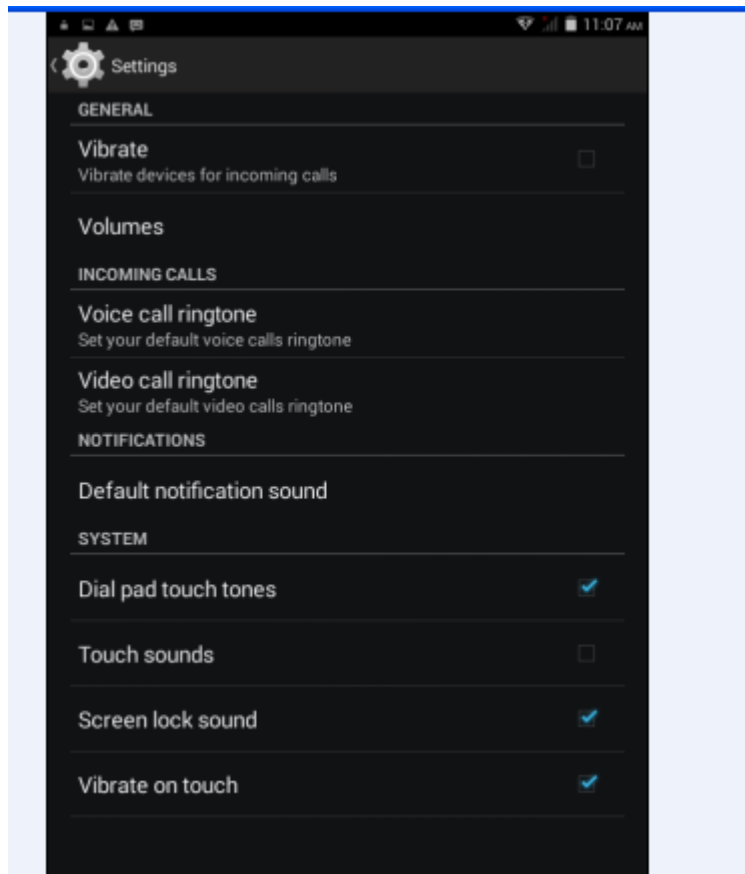 11:07 AM
Settings
GENERAL
Vibrate
Vibrate devices for incoming calls
Volumes
INCOMING CALLS
Voice call ringtone
Set your default voice calls ringtone
Video call ringtone
Set your default video calls ringtone
NOTIFICATIONS
Default notification sound
SYSTEM
Dial pad touch tones
Touch sounds
Screen lock sound
Vibrate on touch